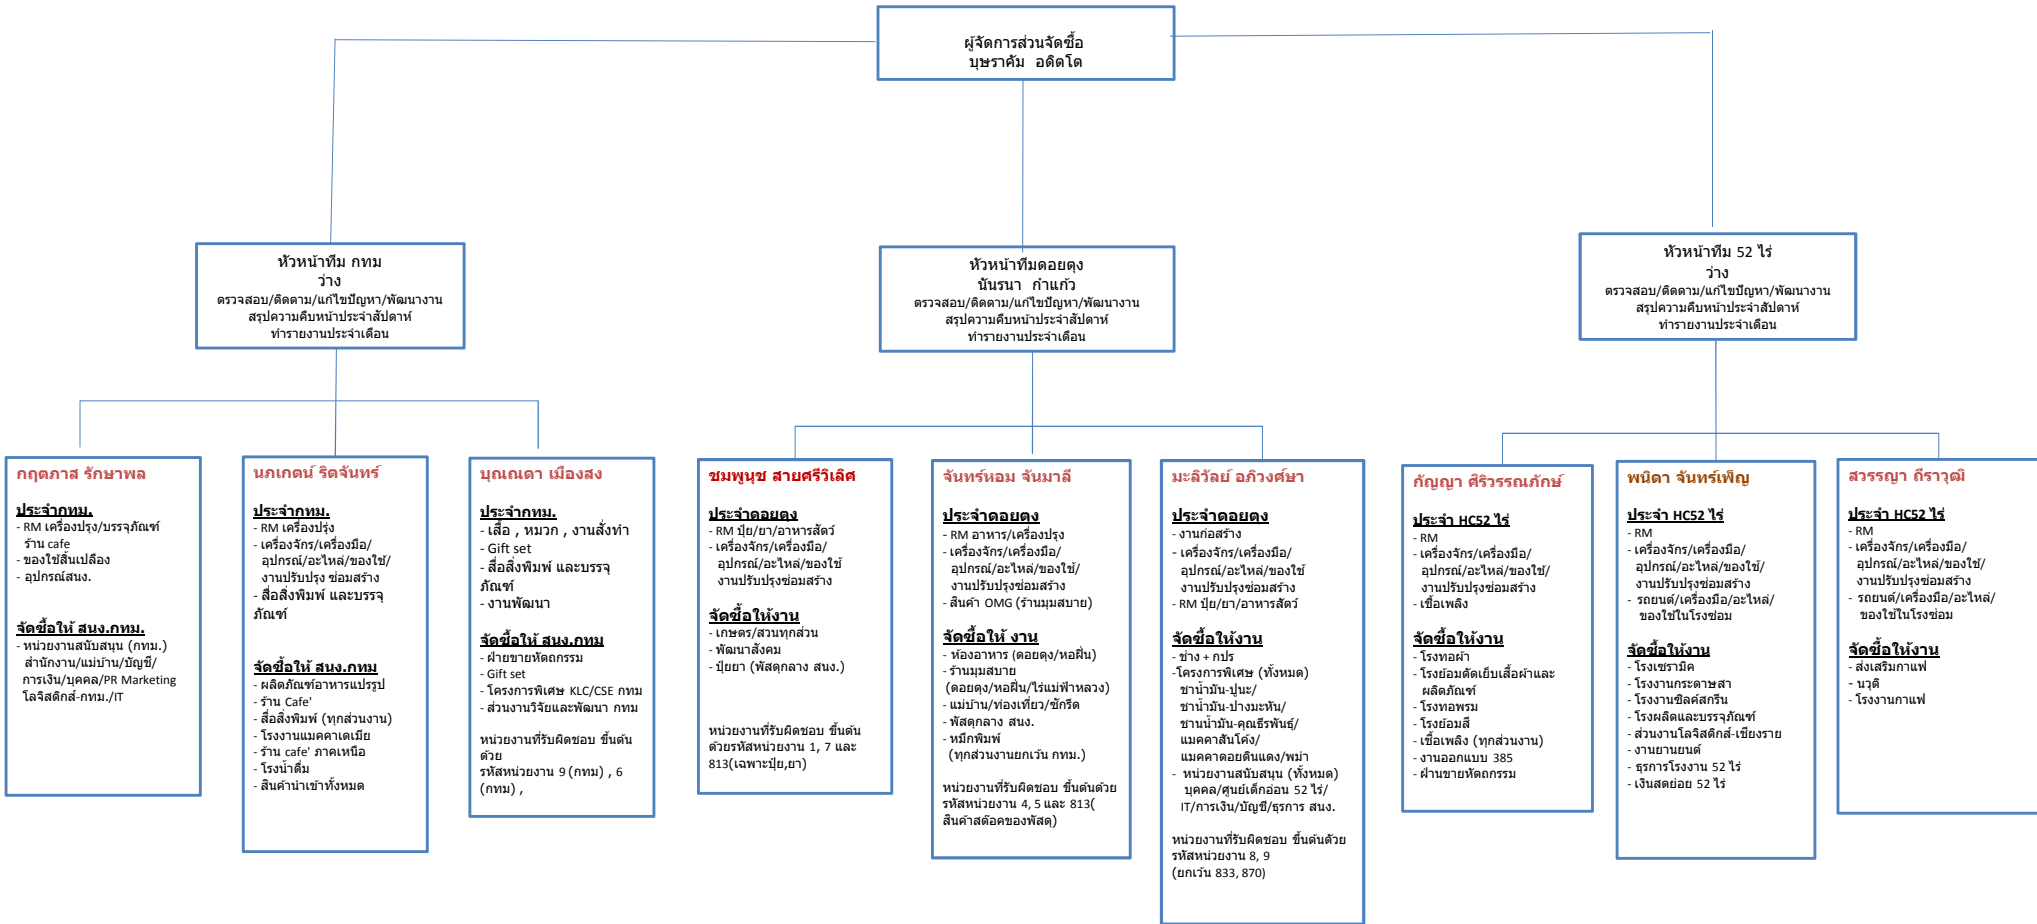 ผู้จัดการส่วนจัดซื้อ
บุษราคัม อดิตโต
หัวหน้าทีม กทม
ว่าง
ตรวจสอบ/ติดตาม/แก้ไขปัญหา/พัฒนางาน
สรุปความคืบหน้าประจำสัปดาห์
ทำรายงานประจำเดือน
หัวหน้าทีมดอยตุง
นันรนา กำแก้ว
ตรวจสอบ/ติดตาม/แก้ไขปัญหา/พัฒนางาน
สรุปความคืบหน้าประจำสัปดาห์
ทำรายงานประจำเดือน
หัวหน้าทีม 52 ไร่
ว่าง
ตรวจสอบ/ติดตาม/แก้ไขปัญหา/พัฒนางาน
สรุปความคืบหน้าประจำสัปดาห์
ทำรายงานประจำเดือน
กฤตภาส รักษาพล
ประจำกทม.
- RM เครื่องปรุง/บรรจุภัณฑ์
ร้าน cafe
- ของใช้สิ้นเปลือง
- อุปกรณ์สนง.
จัดซื้อให้ สนง.กทม.
- หน่วยงานสนับสนุน (กทม.)
สำนักงาน/แม่บ้าน/บัญชี/
การเงิน/บุคคล/PR Marketing
โลจิสติกส์-กทม./IT
นภเกตน์ ริตจันทร์
ประจำกทม.
- RM เครื่องปรุ่ง
- เครื่องจักร/เครื่องมือ/
อุปกรณ์/อะไหล่/ของใช้/
งานปรับปรุง ซ่อมสร้าง
- สื่อสิ่งพิมพ์ และบรรจุ
ภัณฑ์
จัดซื้อให้ สนง.กทม
- ผลิตภัณฑ์อาหารแปรรูป
- ร้าน Cafe'
- สื่อสิ่งพิมพ์ (ทุกส่วนงาน)
- โรงงานแมคคาเดเมีย
- ร้าน cafe' ภาคเหนือ
- โรงน้ำดื่ม
- สินค้านำเข้าทั้งหมด
บุณณดา เมืองสง
ประจำกทม.
- เสื้อ , หมวก , งานสั่งทำ
- Gift set
- สื่อสิ่งพิมพ์ และบรรจุ
ภัณฑ์
- งานพัฒนา
จัดซื้อให้ สนง.กทม
- ฝ่ายขายหัตถกรรม
- Gift set
- โครงการพิเศษ KLC/CSE กทม
- ส่วนงานวิจัยและพัฒนา กทม
หน่วยงานที่รับผิดชอบ ขึ้นต้น
ด้วย
รหัสหน่วยงาน 9 (กทม) , 6
(กทม) ,
ชมพูนุช สายศรีวิเลิศ
ประจำดอยตุง
- RM ปุ๋ย/ยา/อาหารสัตว์
- เครื่องจักร/เครื่องมือ/
อุปกรณ์/อะไหล่/ของใช้
งานปรับปรุงซ่อมสร้าง
จัดซื้อให้งาน
- เกษตร/สวนทุกส่วน
- พัฒนาสังคม
- ปุ๋ยยา (พัสดุกลาง สนง.)
หน่วยงานที่รับผิดชอบ ขึ้นต้น
ด้วยรหัสหน่วยงาน 1, 7 และ
813(เฉพาะปุ๋ย,ยา)
จันทร์หอม จันมาลี
ประจำดอยตุง
- RM อาหาร/เครื่องปรุง
- เครื่องจักร/เครื่องมือ/
อุปกรณ์/อะไหล่/ของใช้/
งานปรับปรุงซ่อมสร้าง
- สินค้า OMG (ร้านมุมสบาย)
จัดซื้อให้ งาน
- ห้องอาหาร (ดอยตุง/หอฝิ่น)
- ร้านมุมสบาย
(ดอยตุง/หอฝิ่น/ไร่แม่ฟ้าหลวง)
- แม่บ้าน/ท่องเที่ยว/ซักรีด
- พัสดุกลาง สนง.
- หมึกพิมพ์
(ทุกส่วนงานยกเว้น กทม.)
หน่วยงานที่รับผิดชอบ ขึ้นต้นด้วย
รหัสหน่วยงาน 4, 5 และ 813(
สินค้าสต๊อคของพัสดุ)
มะลิวัลย์ อภิวงศ์ษา
ประจำดอยตุง
- งานก่อสร้าง
- เครื่องจักร/เครื่องมือ/
อุปกรณ์/อะไหล่/ของใช้
งานปรับปรุงซ่อมสร้าง
- RM ปุ๋ย/ยา/อาหารสัตว์
จัดซื้อให้งาน
- ช่าง + กปร
-โครงการพิเศษ (ทั้งหมด)
ชาน้ำมัน-ปูนะ/
ชาน้ำมัน-ปางมะหัน/
ชานน้ำมัน-คุณธีรพันธุ์/
แมคคาสันโค้ง/
แมคคาดอยดินแดง/พม่า
- หน่วยงานสนับสนุน (ทั้งหมด)
บุคคล/ศูนย์เด็กอ่อน 52 ไร่/
IT/การเงิน/บัญชี/ธุรการ สนง.
หน่วยงานที่รับผิดชอบ ขึ้นต้นด้วย
รหัสหน่วยงาน 8, 9
(ยกเว้น 833, 870)
กัญญา ศิริวรรณภักษ์
ประจำ HC52 ไร่
- RM
- เครื่องจักร/เครื่องมือ/
อุปกรณ์/อะไหล่/ของใช้/
งานปรับปรุงซ่อมสร้าง
- เชื้อเพลิง
จัดซื้อให้งาน
- โรงทอผ้า
- โรงย้อมตัดเย็บเสื้อผ้าและ
ผลิตภัณฑ์
- โรงทอพรม
- โรงย้อมสี
- เชื้อเพลิง (ทุกส่วนงาน)
- งานออกแบบ 385
- ฝ่านขายหัตถกรรม
พนิดา จันทร์เพ็ญ
ประจำ HC52 ไร่
- RM
- เครื่องจักร/เครื่องมือ/
อุปกรณ์/อะไหล่/ของใช้/
งานปรับปรุงซ่อมสร้าง
- รถยนต์/เครื่องมือ/อะไหล่/
ของใช้ในโรงซ่อม
จัดซื้อให้งาน
- โรงเซรามิค
- โรงงานกระดาษสา
- โรงงานซิลค์สกรีน
- โรงผลิตและบรรจุภัณฑ์
- ส่วนงานโลจิสติกส์-เชียงราย
- งานยานยนต์
- ธุรการโรงงาน 52 ไร่
- เงินสดย่อย 52 ไร่
สวรรญา ถีราวุฒิ
ประจำ HC52 ไร่
- RM
- เครื่องจักร/เครื่องมือ/
อุปกรณ์/อะไหล่/ของใช้/
งานปรับปรุงซ่อมสร้าง
- รถยนต์/เครื่องมือ/อะไหล่/
ของใช้ในโรงซ่อม
จัดซื้อให้งาน
- ส่งเสริมกาแฟ
- นวุติ
- โรงงานกาแฟ